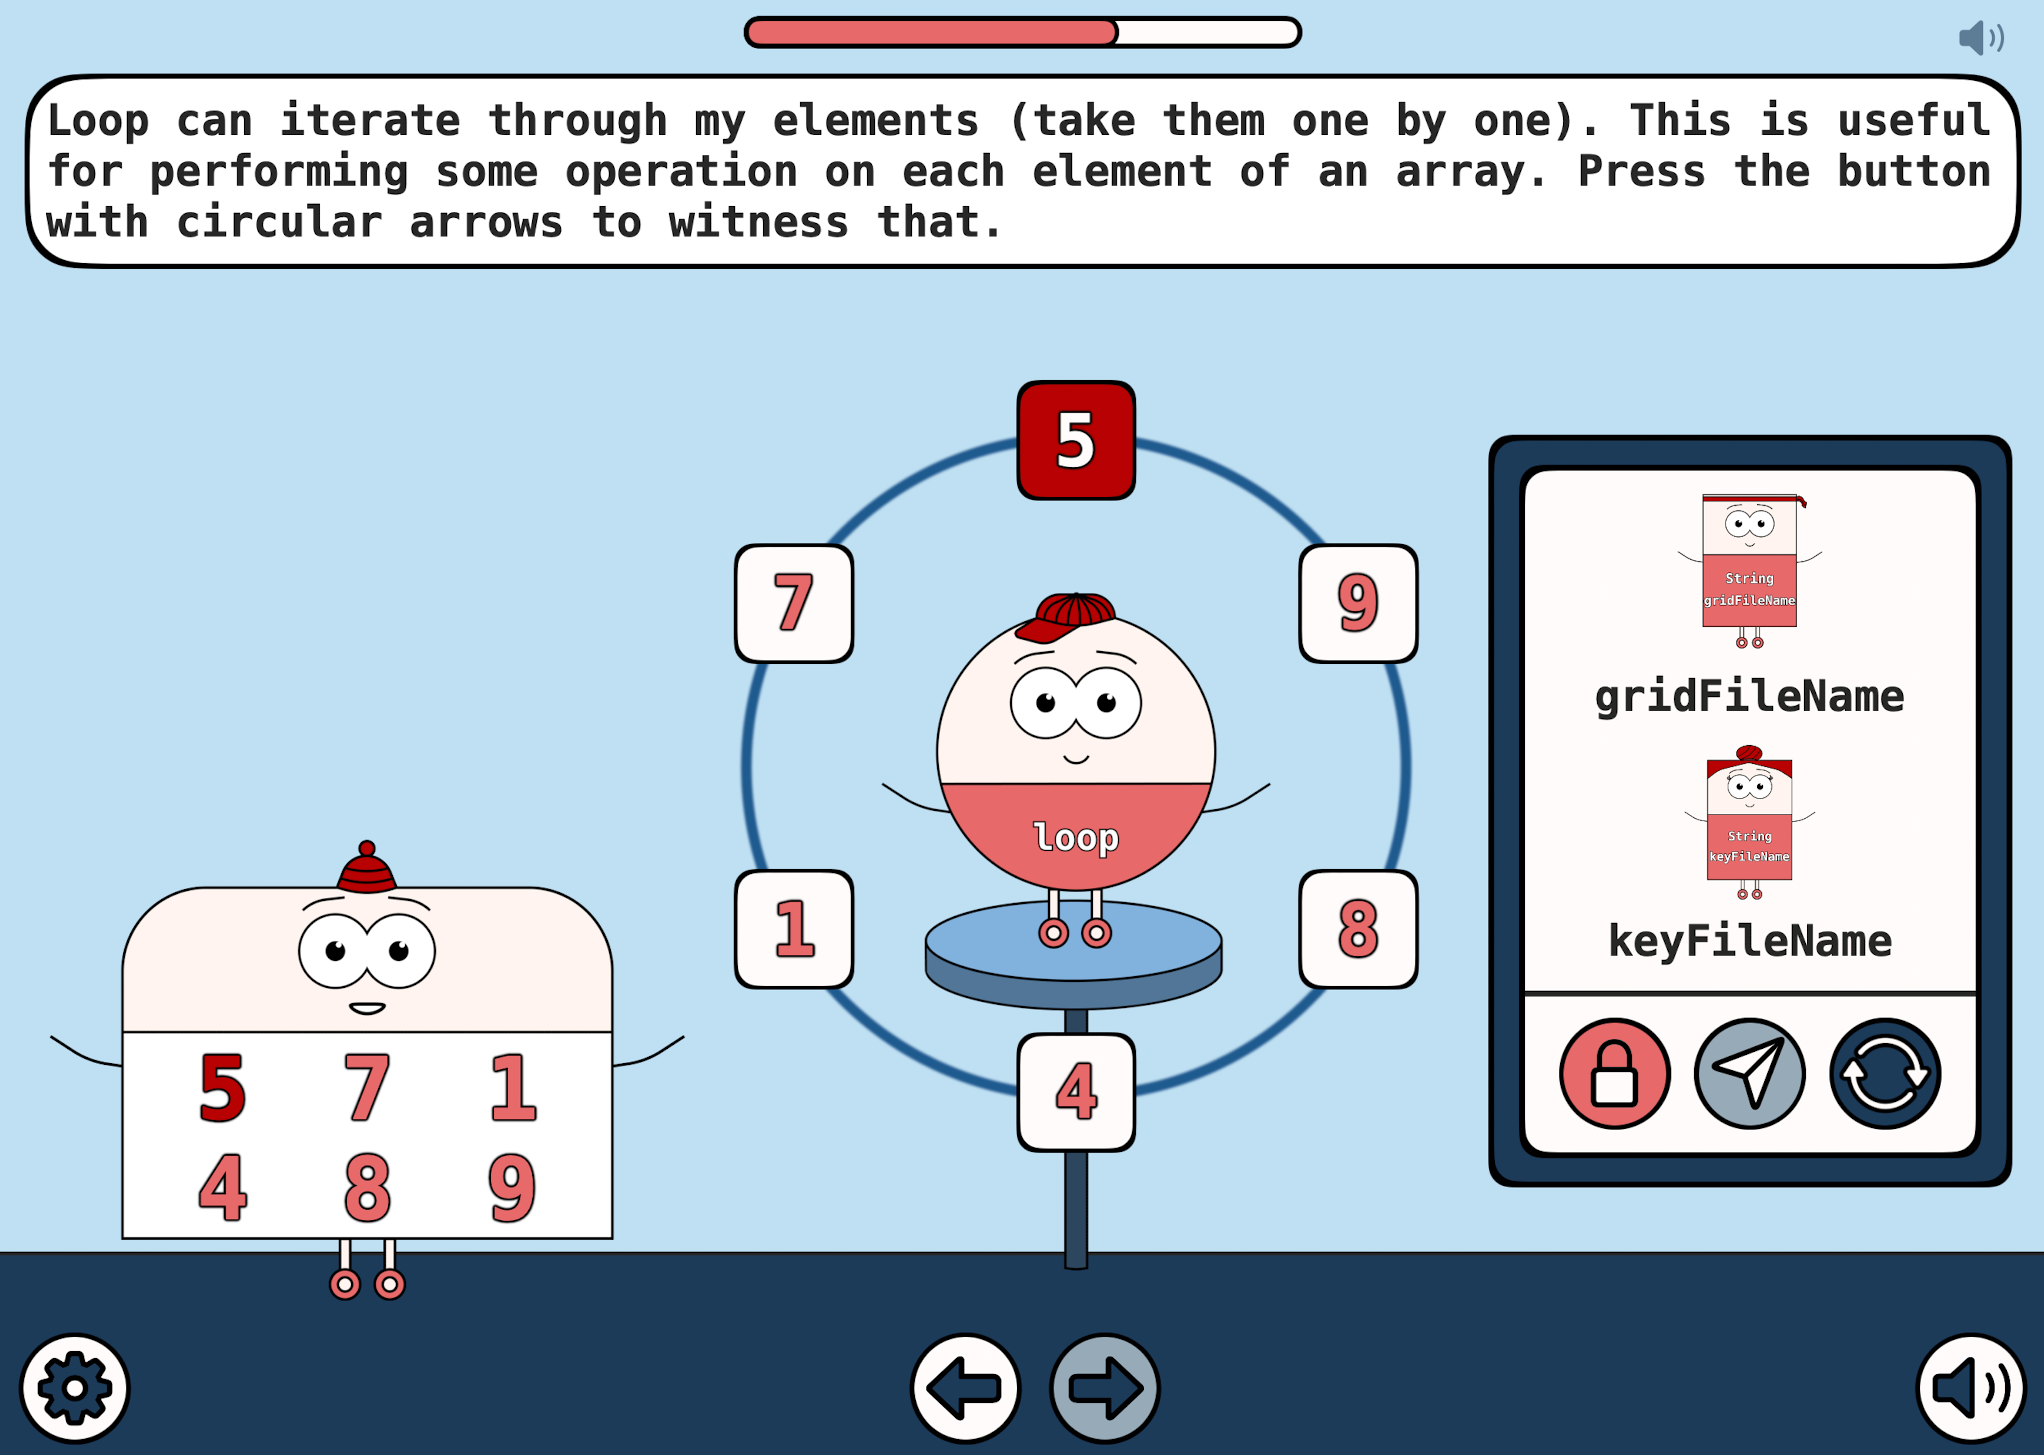 Loop can iterate through my elements (take them one by one). This is useful
for performing some operation on each element of an array. Press the button
with circular arrows to witness that.
5
7
9
loop
1
8
4
5 7 1
4 8 9
String
gridFileName
gridFileName
String
keyFileName
keyFileName